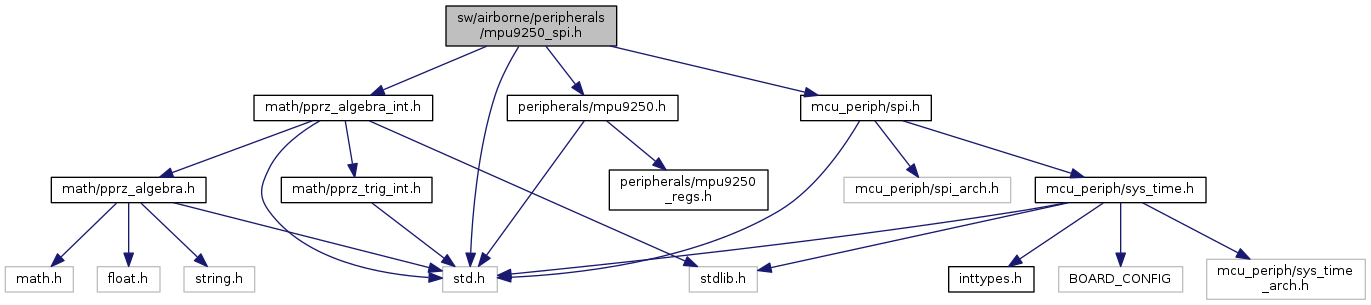 sw/airborne/peripherals
/mpu9250_spi.h
math/pprz_algebra_int.h
peripherals/mpu9250.h
mcu_periph/spi.h
math/pprz_algebra.h
math/pprz_trig_int.h
peripherals/mpu9250
_regs.h
mcu_periph/spi_arch.h
mcu_periph/sys_time.h
math.h
float.h
string.h
std.h
stdlib.h
inttypes.h
BOARD_CONFIG
mcu_periph/sys_time
_arch.h